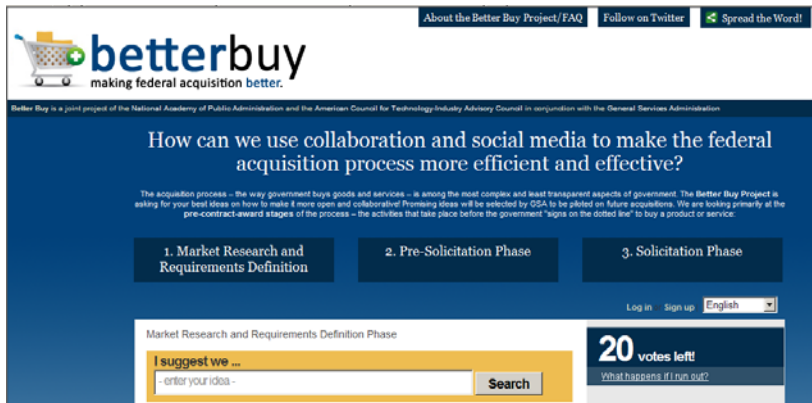 About the Better Buy Project/FAQ
Follow on Twitter
Spread the Word!
betterbuy
making federal acquisition better.
Better Buy is a joint project of the National Academy of Public Administration and the American Council for Technology-Industry Advisory Council in conjunction with the General Services Administration
How can we use collaboration and social media to make the federal
acquisition process more efficient and effective?
The acquisition process – the way government buys goods and services – is among the most complex and least transparent aspects of government. The Better Buy Project is
asking for your best ideas on how to make it more open and collaborative! Promising ideas will be selected by GSA to be piloted on future acquisitions. We are looking primarily at the
pre-contract-award stages of the process – the activities that take place before the government "signs on the dotted line" to buy a product or service:
1. Market Research and
Requirements Definition
2. Pre-Solicitation Phase
3. Solicitation Phase
Log in
Sign up
English
Market Research and Requirements Definition Phase
I suggest we ...
- enter your idea -
Search
20 votes left!
What happens if I run out?